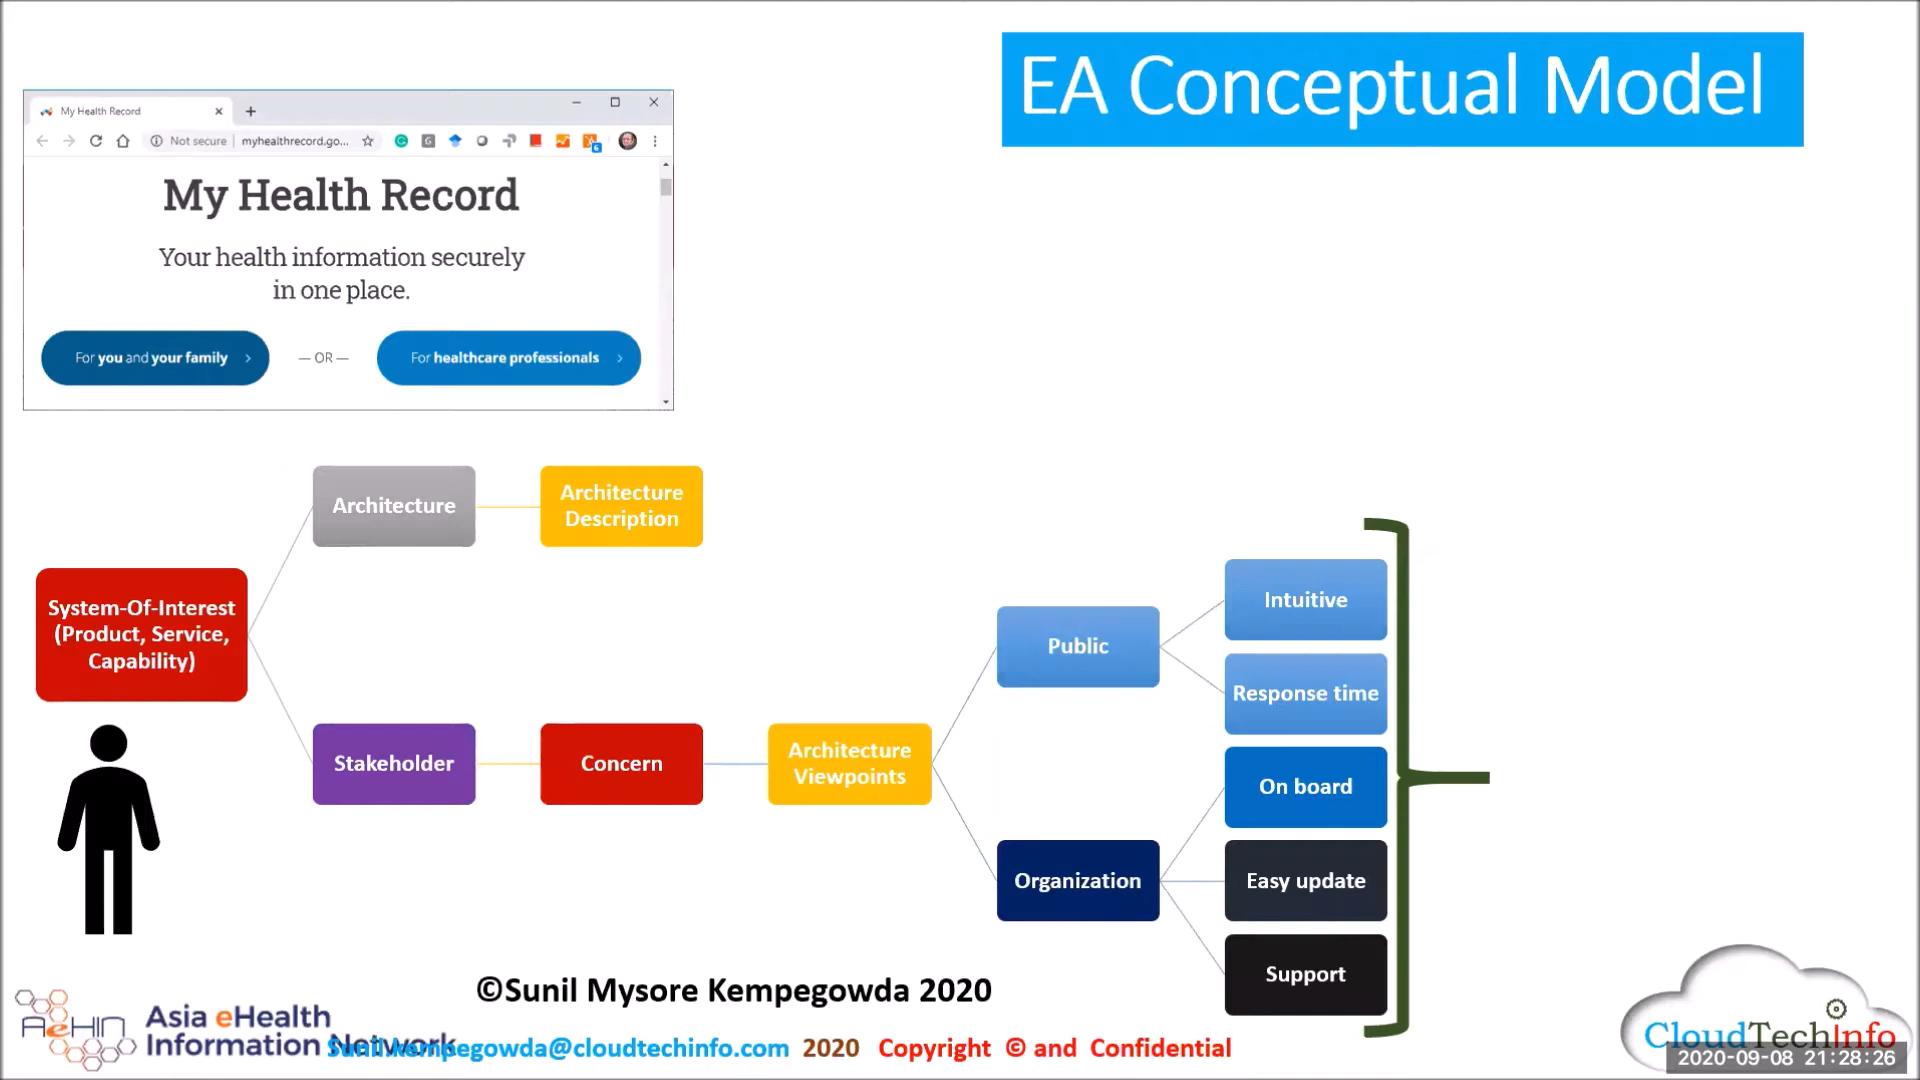 EA Conceptual Model
My Health Record
Not secure | myhealthrecord.go...
My Health Record
Your health information securely
in one place.
For you and your family
— OR —
For healthcare professionals
Architecture
Architecture
Description
System-Of-Interest
(Product, Service,
Capability)
Stakeholder
Concern
Architecture
Viewpoints
Public
Organization
Intuitive
Response time
On board
Easy update
Support
©Sunil Mysore Kempegowda 2020
AeHIN
Asia eHealth
Information Network
Sunil.kempegowda@cloudtechinfo.com 2020 Copyright © and Confidential
CloudTechInfo
2020-09-08 21:28:26